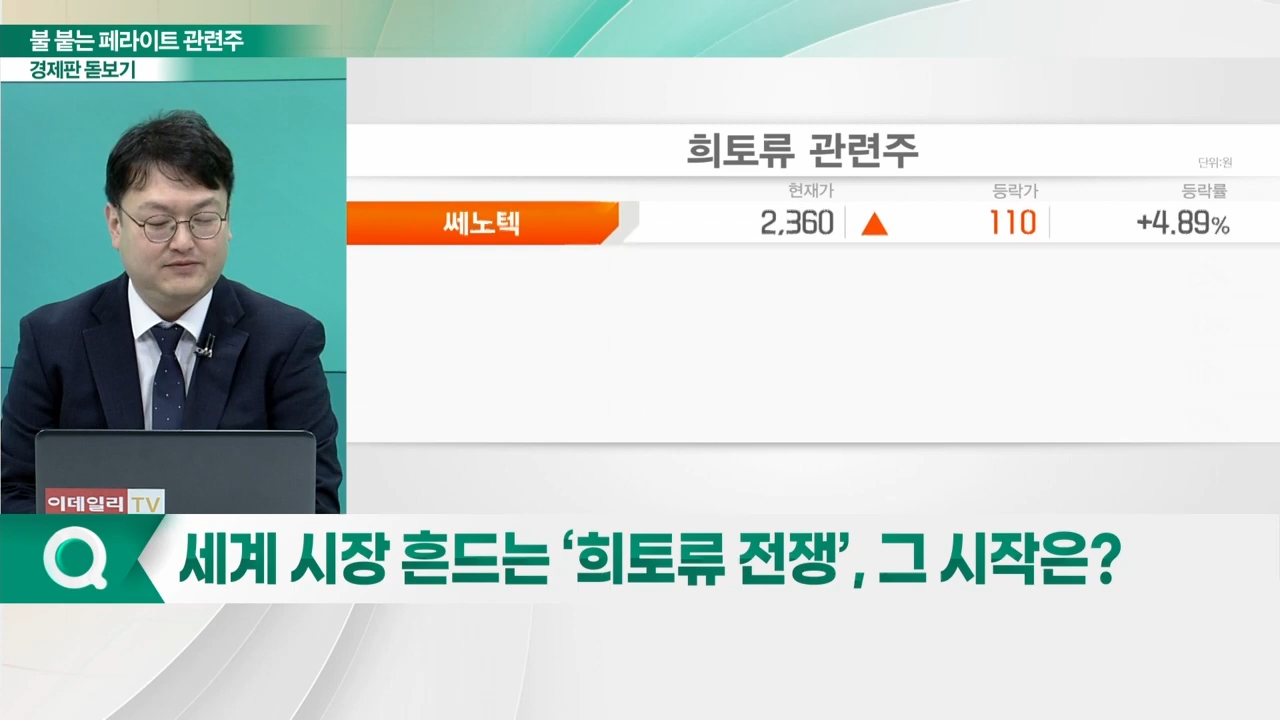 불 붙는 페라이트 관련주
경제판 돋보기
희토류 관련주
단위:원
현재가 등락가 등락률
쎄노텍 2,360 ▲ 110 +4.89%
이데일리 TV
Q 세계 시장 흔드는 ‘희토류 전쟁’, 그 시작은?